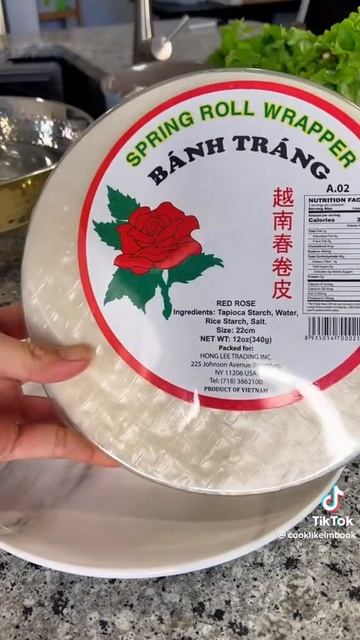 SPRING ROLL WRAPPER
BÁNH TRÁNG
越南春卷皮
A.02
NUTRITION FAC
Calories
RED ROSE
Ingredients: Tapioca Starch, Water,
Rice Starch, Salt.
Size: 22cm
NET WT: 12oz(340g)
Packed for:
HONG LEE TRADING INC.
225 Johnson Avenue
NY 11206 USA
Tel: (718) 3862100
PRODUCT OF VIETNAM
TikTok
@cooklikeimbook